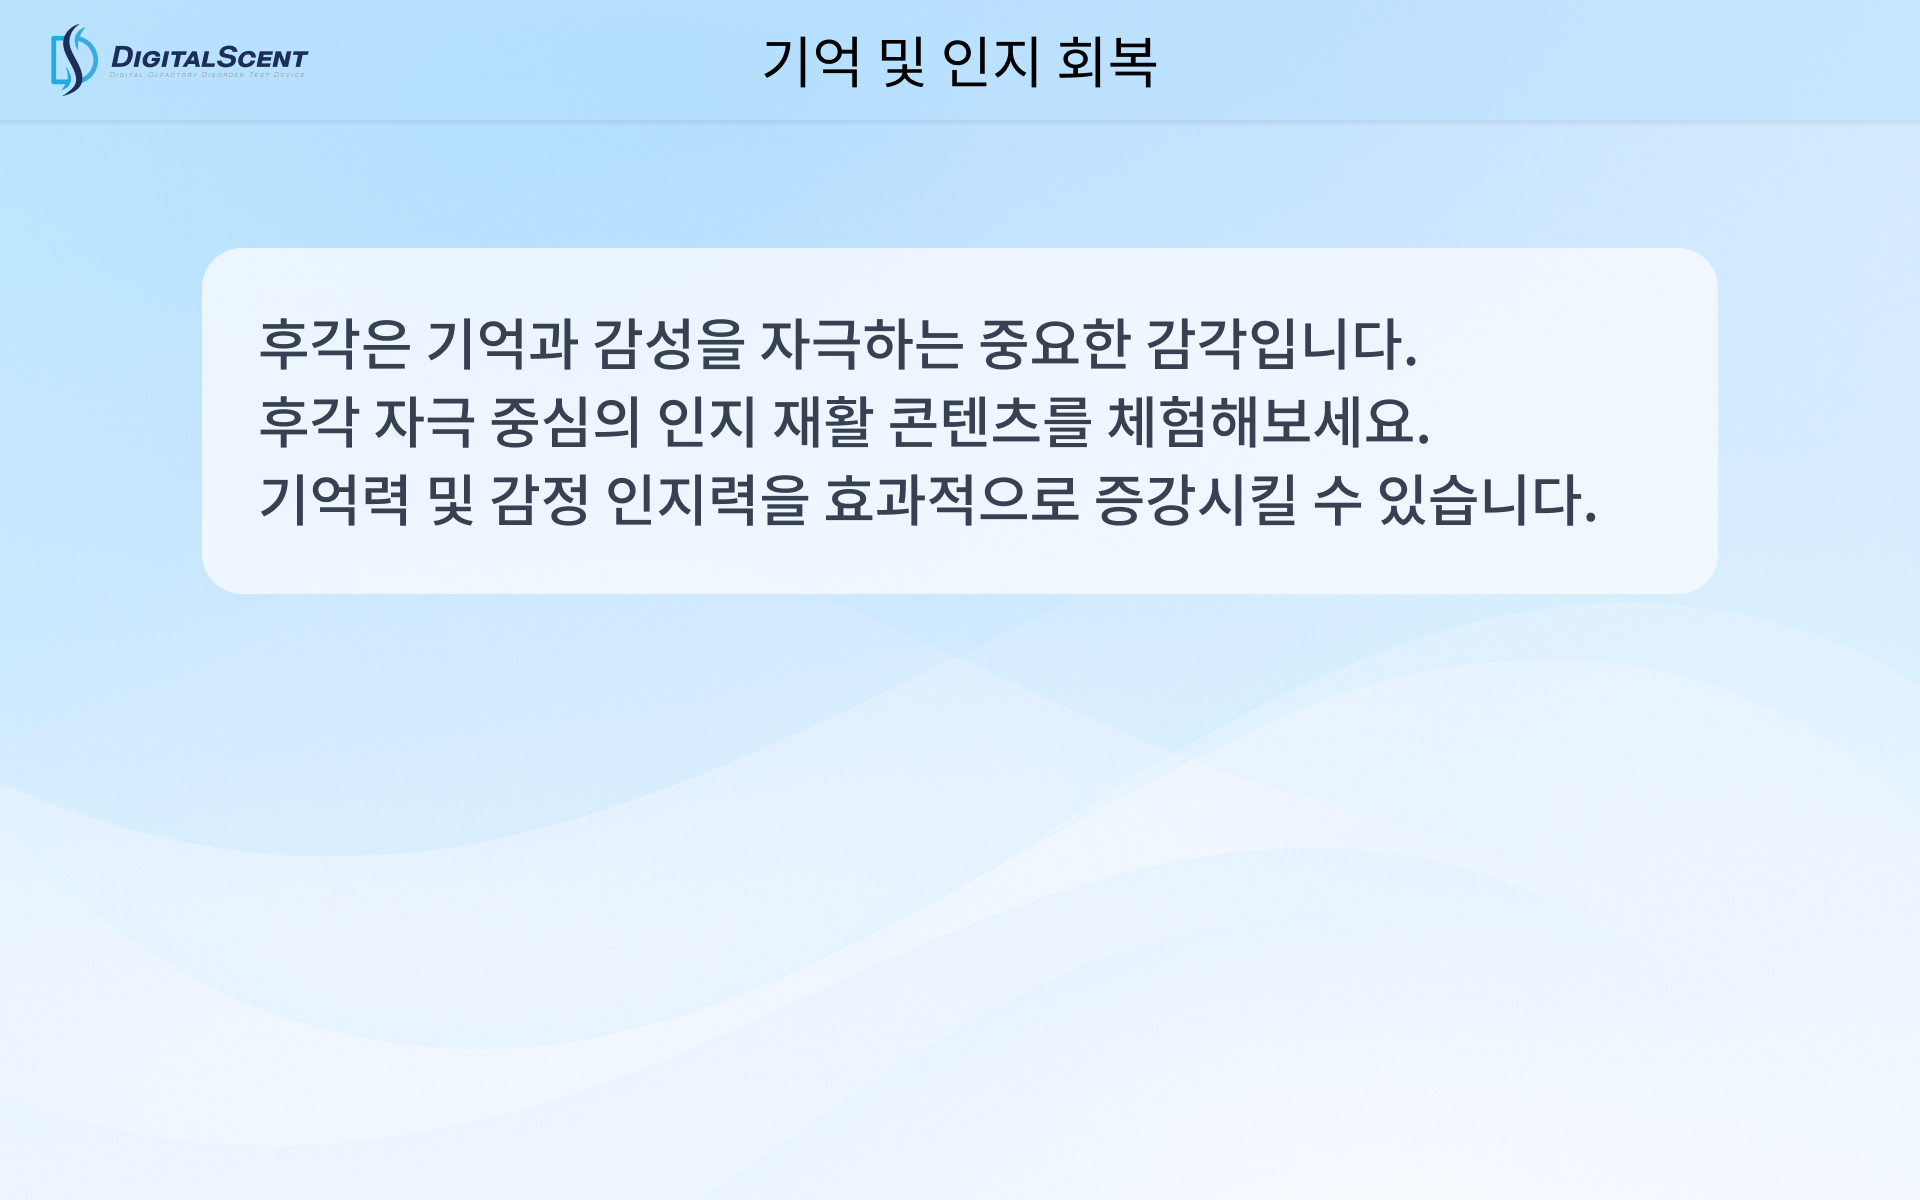 DIGITALSCENT
DIGITAL OLFACTORY DISORDER TEST DEVICE
기억 및 인지 회복
후각은 기억과 감성을 자극하는 중요한 감각입니다.
후각 자극 중심의 인지 재활 콘텐츠를 체험해보세요.
기억력 및 감정 인지력을 효과적으로 증강시킬 수 있습니다.